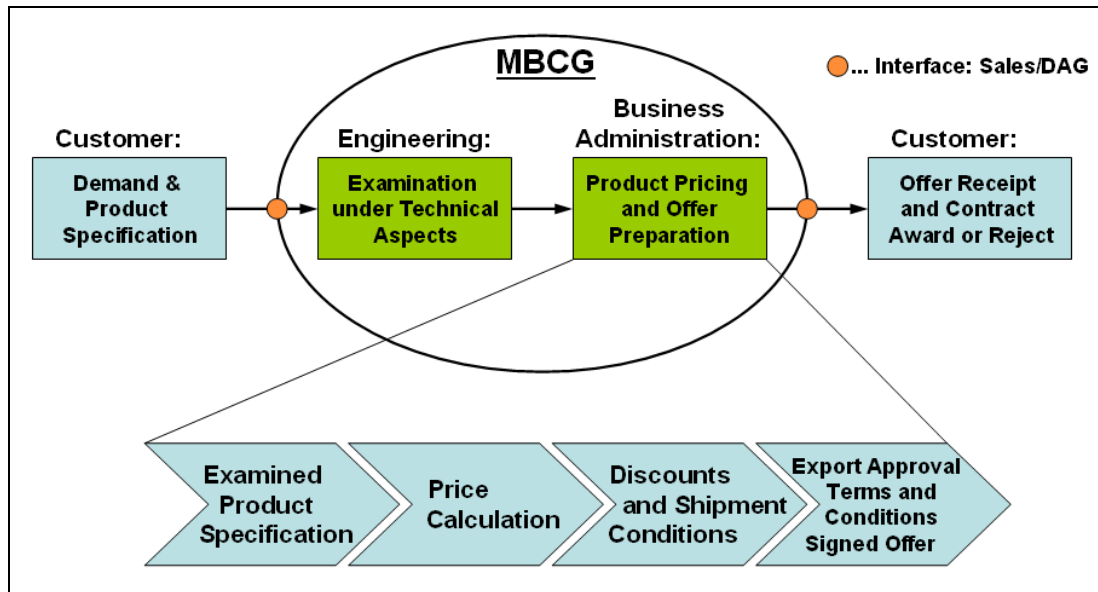 MBCG
... Interface: Sales/DAG
Customer:
Demand &
Product
Specification
Engineering:
Examination
under Technical
Aspects
Business
Administration:
Product Pricing
and Offer
Preparation
Customer:
Offer Receipt
and Contract
Award or Reject
Examined
Product
Specification
Price
Calculation
Discounts
and Shipment
Conditions
Export Approval
Terms and
Conditions
Signed Offer